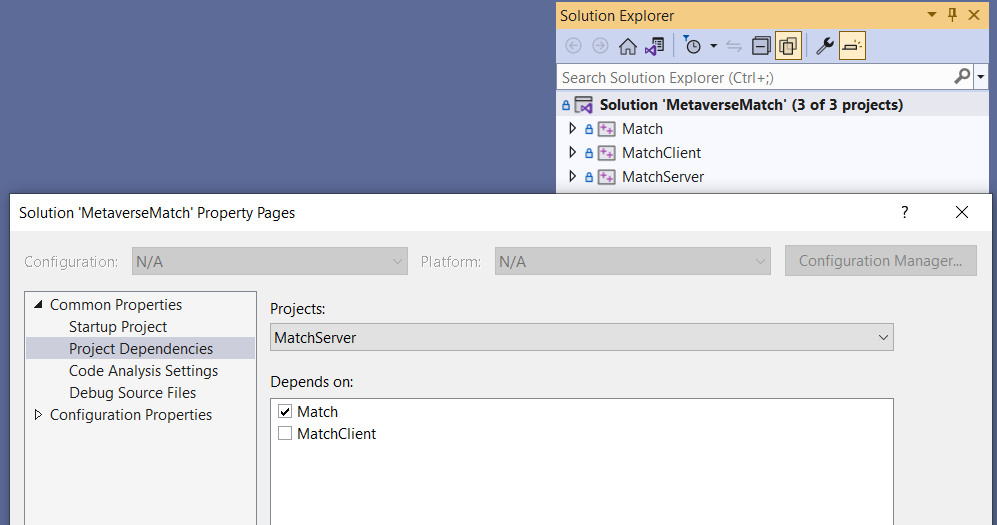 Solution Explorer
Search Solution Explorer (Ctrl+;)
Solution 'MetaverseMatch' (3 of 3 projects)
Match
MatchClient
MatchServer
Solution 'MetaverseMatch' Property Pages
?
Configuration: N/A Platform: N/A Configuration Manager...
Common Properties
Startup Project
Project Dependencies
Code Analysis Settings
Debug Source Files
Configuration Properties
Projects:
MatchServer
Depends on:
Match
MatchClient